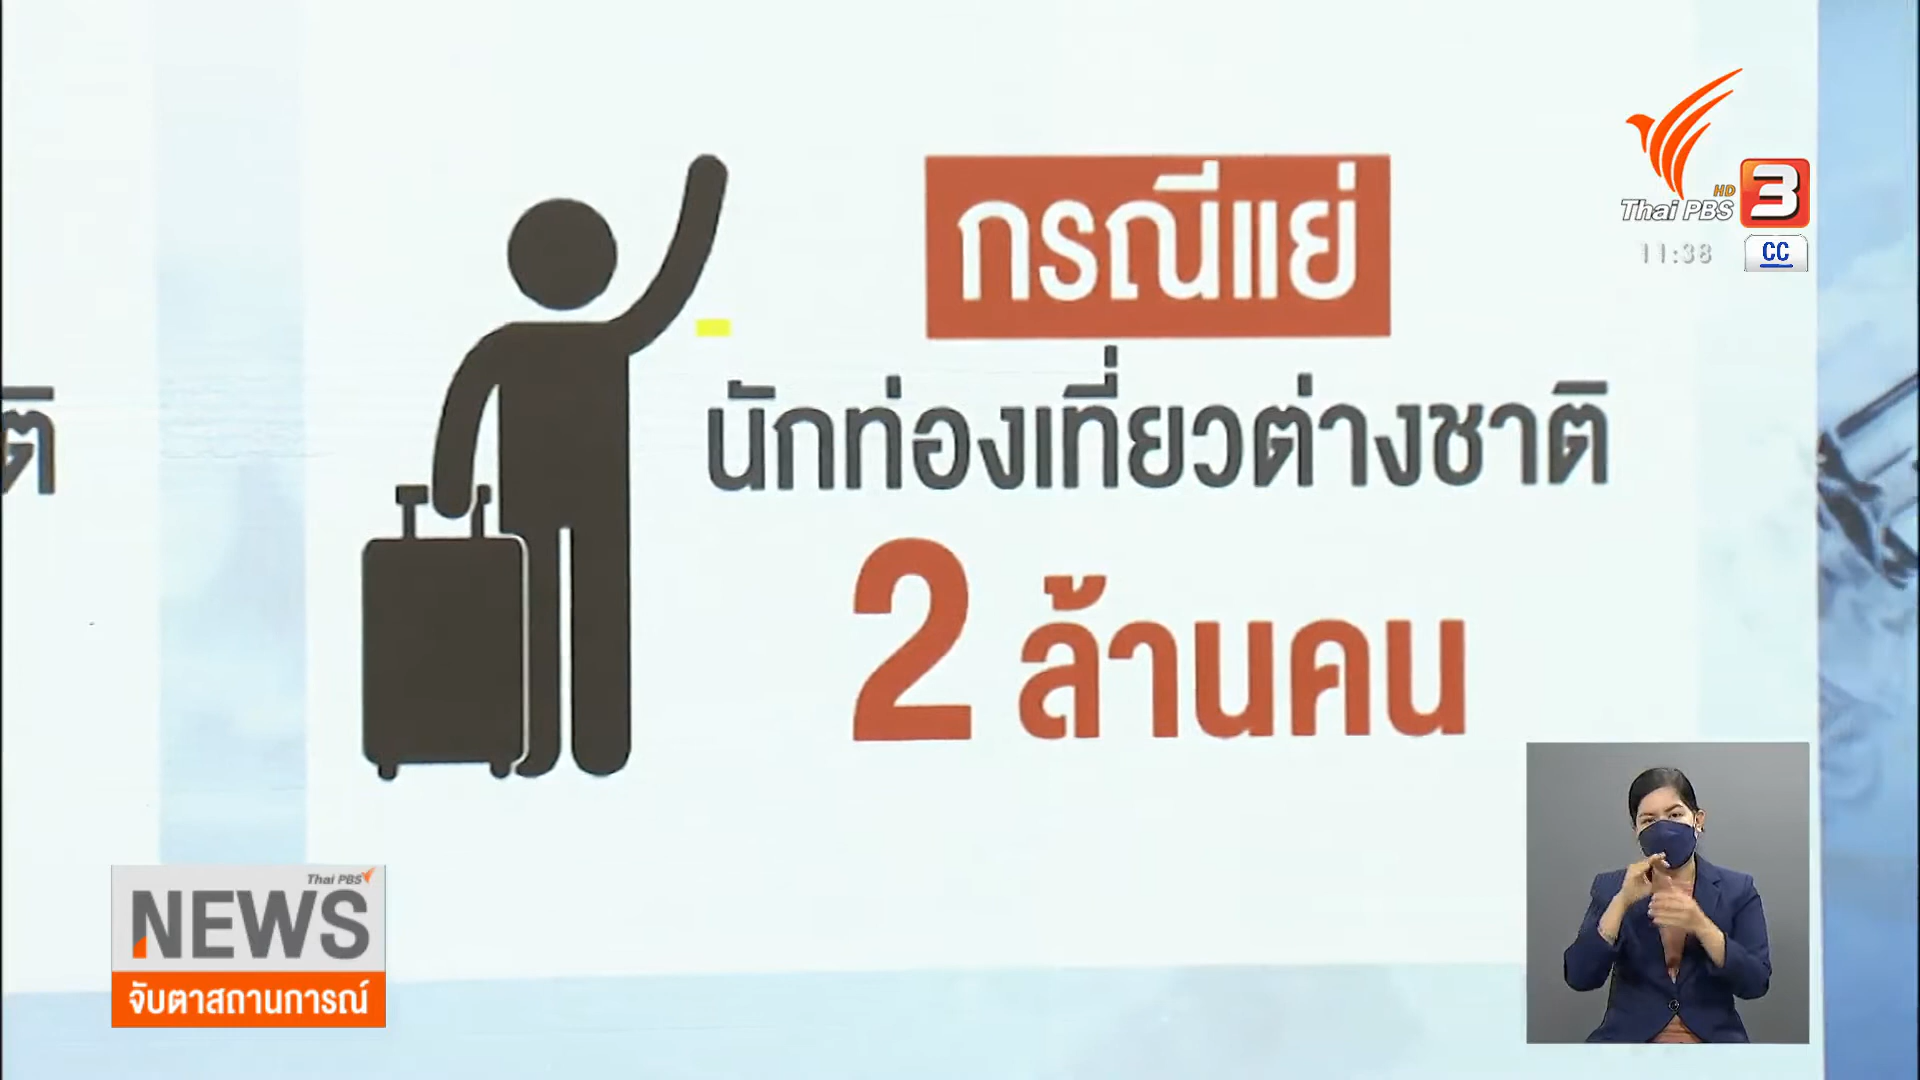 กรณีแย่
นักท่องเที่ยวต่างชาติ
2 ล้านคน
ติ
HD
Thai PBS 3
11:38
CC
Thai PBS
NEWS
จับตาสถานการณ์